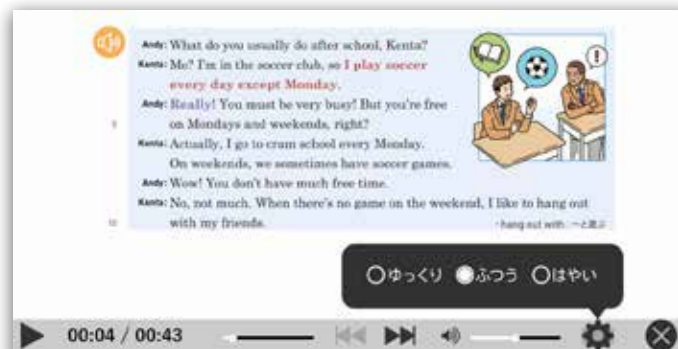 Andy: What do you usually do after school, Kenta?
Kenta: Me? I'm in the soccer club, so I play soccer
every day except Monday.
Andy: Really! You must be very busy! But you're free
5 on Mondays and weekends, right?
Kenta: Actually, I go to cram school every Monday.
On weekends, we sometimes have soccer games.
Andy: Wow! You don't have much free time.
Kenta: No, not much. When there's no game on the weekend, I like to hang out
10 with my friends.
・hang out with: 〜と遊ぶ
!
ゆっくり ふつう はやい
00:04 / 00:43